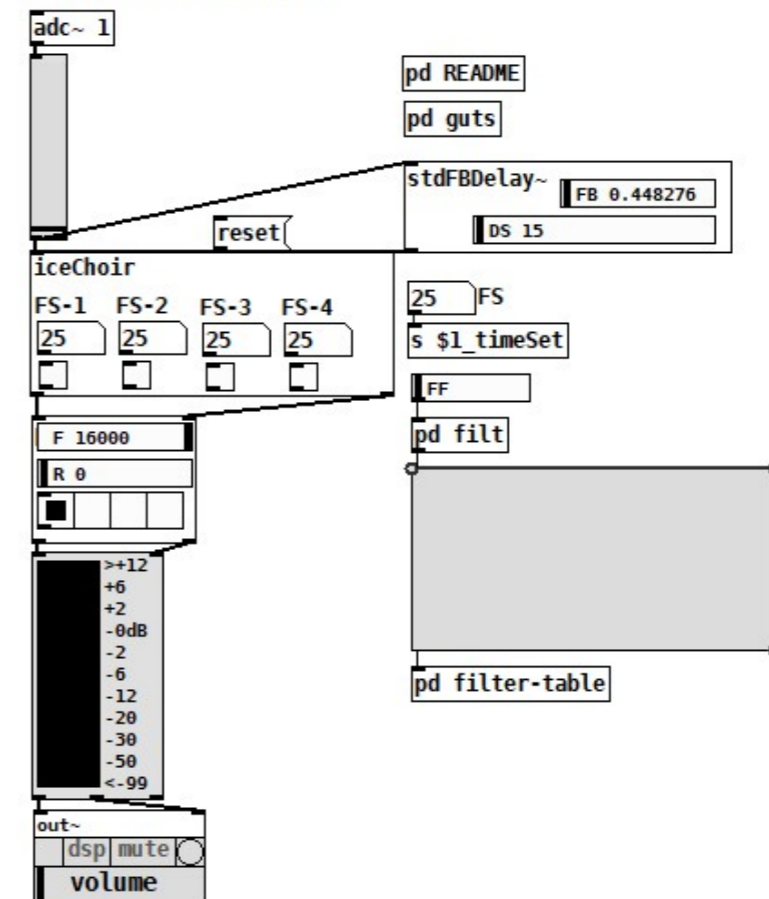 adc~ 1
pd README
pd guts
stdFBDelay~
FB 0.448276
DS 15
reset
iceChoir
FS-1 FS-2 FS-3 FS-4
25 25 25 25
25 FS
s $1_timeSet
FF
pd filt
F 16000
R 0
>+12
+6
+2
-0dB
-2
-6
-12
-20
-30
-50
<-99
pd filter-table
out~
dsp mute
volume